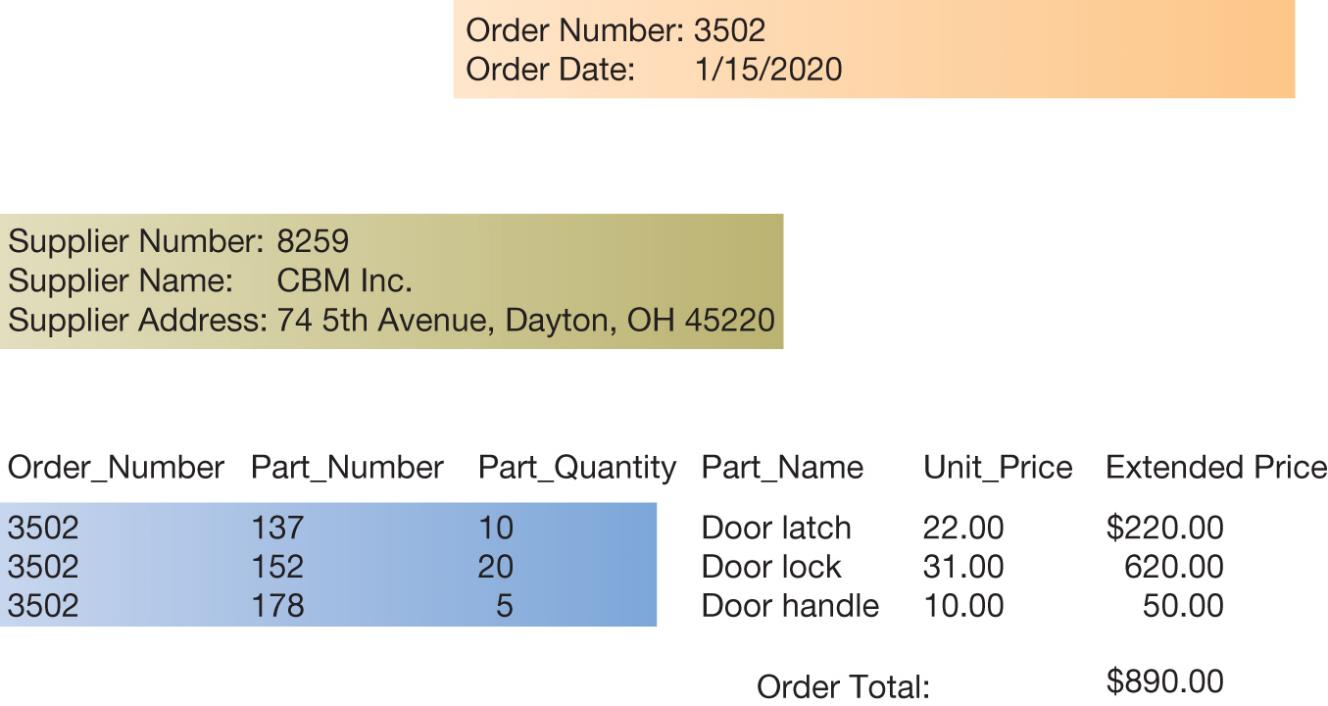 Order Number: 3502
Order Date: 1/15/2020
Supplier Number: 8259
Supplier Name: CBM Inc.
Supplier Address: 74 5th Avenue, Dayton, OH 45220
Order_Number Part_Number Part_Quantity Part_Name Unit_Price Extended Price
3502 137 10 Door latch 22.00 $220.00
3502 152 20 Door lock 31.00 620.00
3502 178 5 Door handle 10.00 50.00
Order Total: $890.00